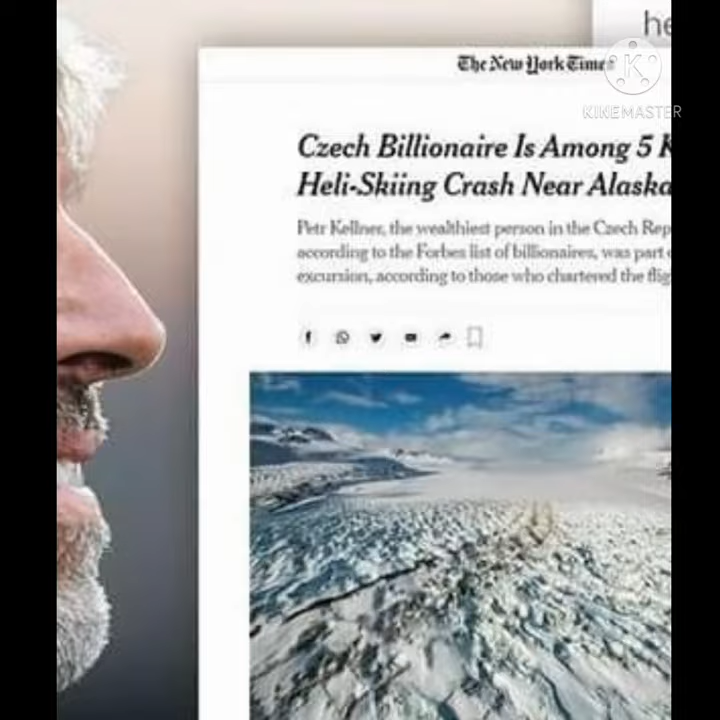 he
The New York Times
KINEMASTER
Czech Billionaire Is Among 5 K
Heli-Skiing Crash Near Alaska
Petr Kellner, the wealthiest person in the Czech Rep
according to the Forbes list of billionaires, was part
excursion, according to those who chartered the flig